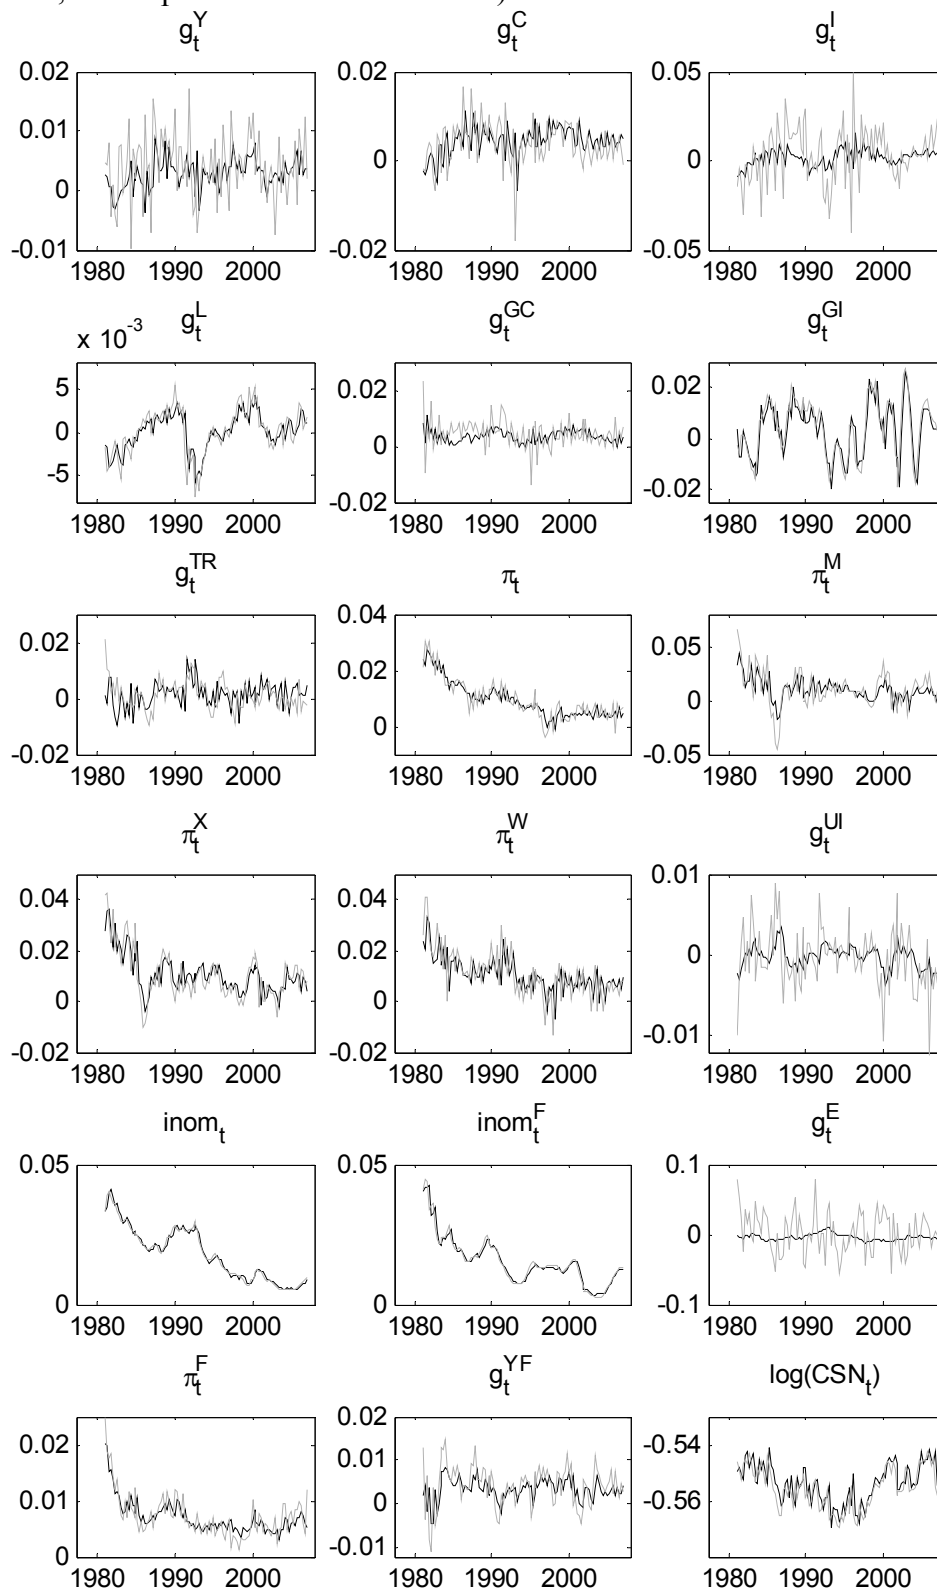 g_t^Y g_t^C g_t^I
0.02 0.02 0.05
0.01 0 0
0 -0.02 -0.05
-0.01
1980 1990 2000 1980 1990 2000 1980 1990 2000
x 10^-3 g_t^L g_t^GC g_t^GI
5 0.02 0.02
0 0 0
-5 -0.02 -0.02
1980 1990 2000 1980 1990 2000 1980 1990 2000
g_t^TR π_t π_t^M
0.02 0.04 0.05
0 0.02 0
-0.02 0 -0.05
1980 1990 2000 1980 1990 2000 1980 1990 2000
π_t^X π_t^W g_t^UI
0.04 0.04 0.01
0.02 0.02 0
0 0 -0.01
-0.02 -0.02
1980 1990 2000 1980 1990 2000 1980 1990 2000
inom_t inom_t^F g_t^E
0.05 0.05 0.1
0 0 0
-0.1
1980 1990 2000 1980 1990 2000 1980 1990 2000
π_t^F g_t^YF log(CSN_t)
0.02 0.02 -0.54
0.01 0.01 -0.56
0 0
-0.01
1980 1990 2000 1980 1990 2000 1980 1990 2000